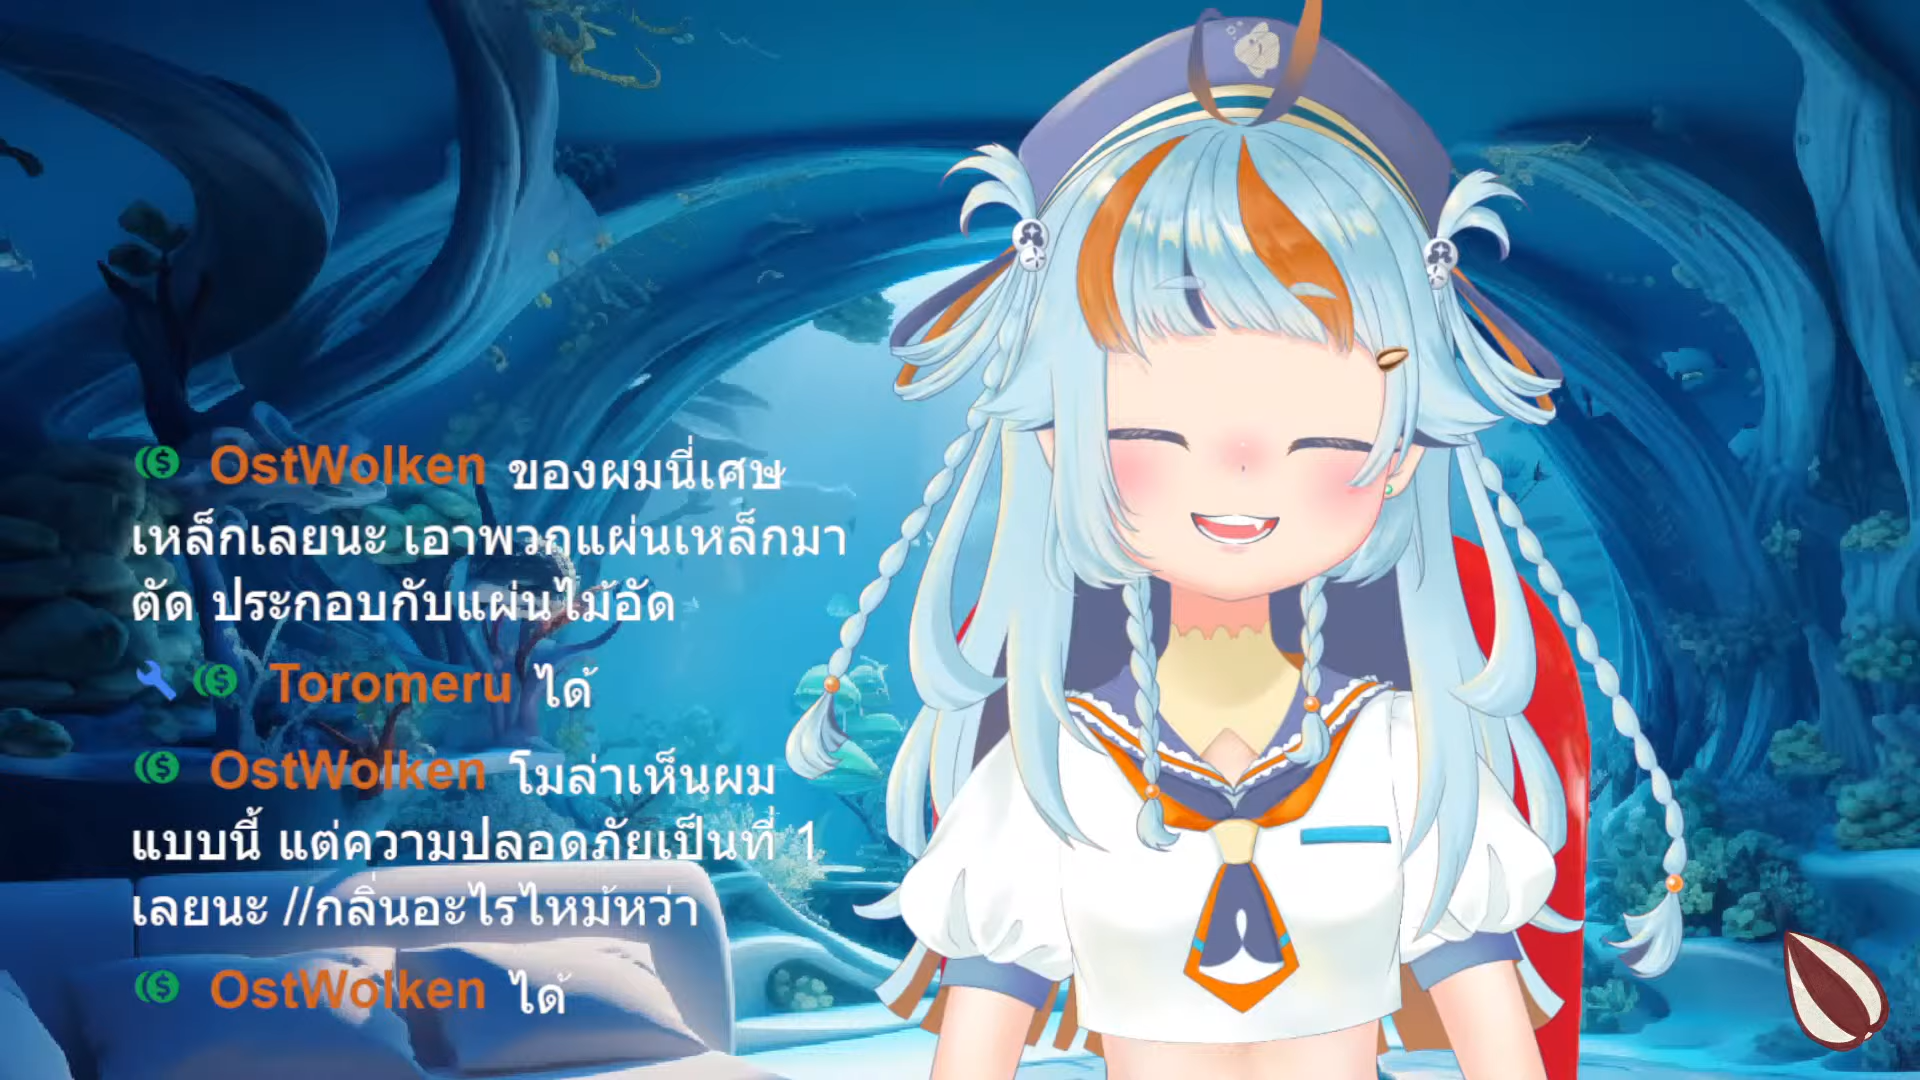 OstWolken ของผมนี่เศษ
เหล็กเลยนะ เอาพวกแผ่นเหล็กมา
ตัด ประกอบกับแผ่นไม้อัด
Toromeru ได้
OstWolken โมล่าเห็นผม
แบบนี้ แต่ความปลอดภัยเป็นที่ 1
เลยนะ //กลิ่นอะไรไหม้หว่า
OstWolken ได้